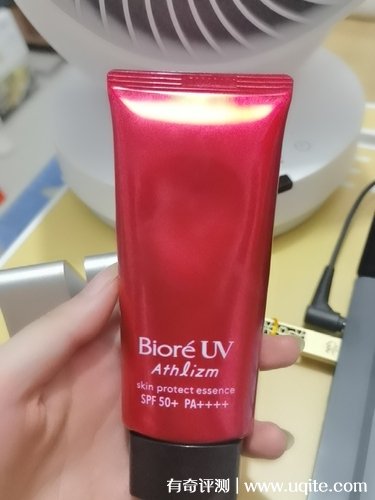 Bioré UV
Athlizm
skin protect essence
SPF 50+ PA++++
有奇评测 | www.uqite.com